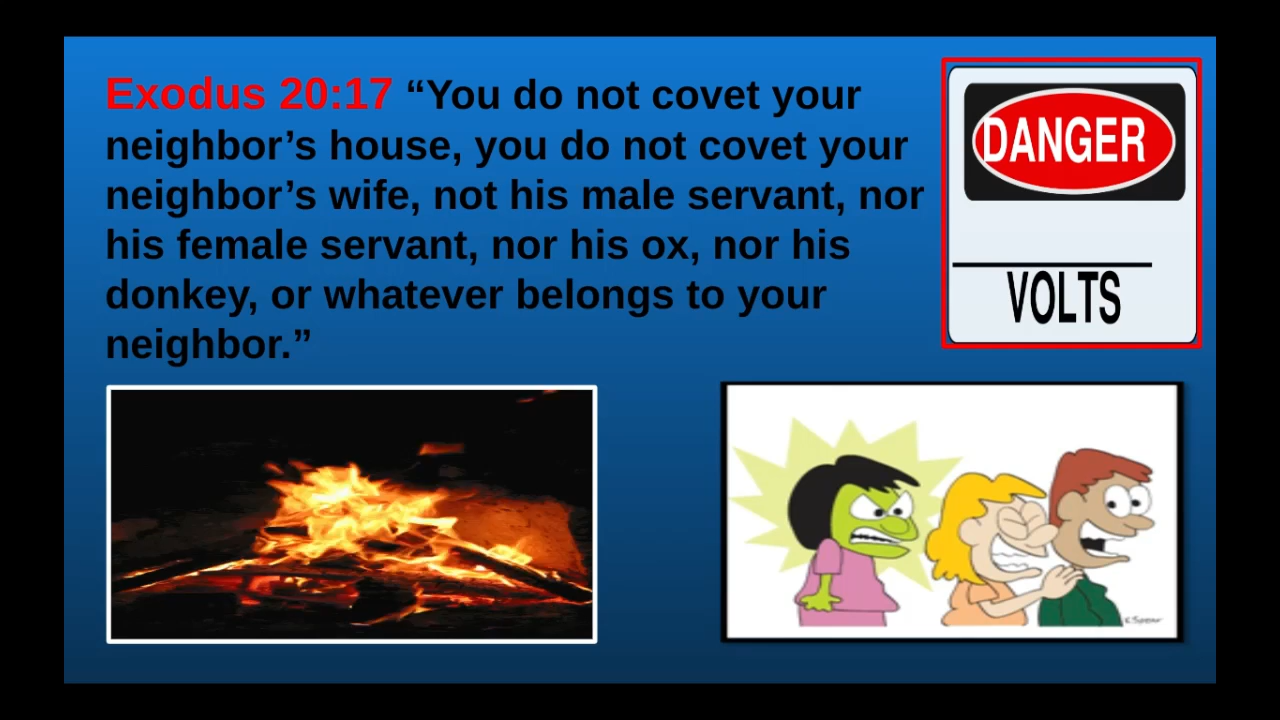 Exodus 20:17 “You do not covet your
neighbor’s house, you do not covet your
neighbor’s wife, not his male servant, nor
his female servant, nor his ox, nor his
donkey, or whatever belongs to your
neighbor.”
DANGER
VOLTS